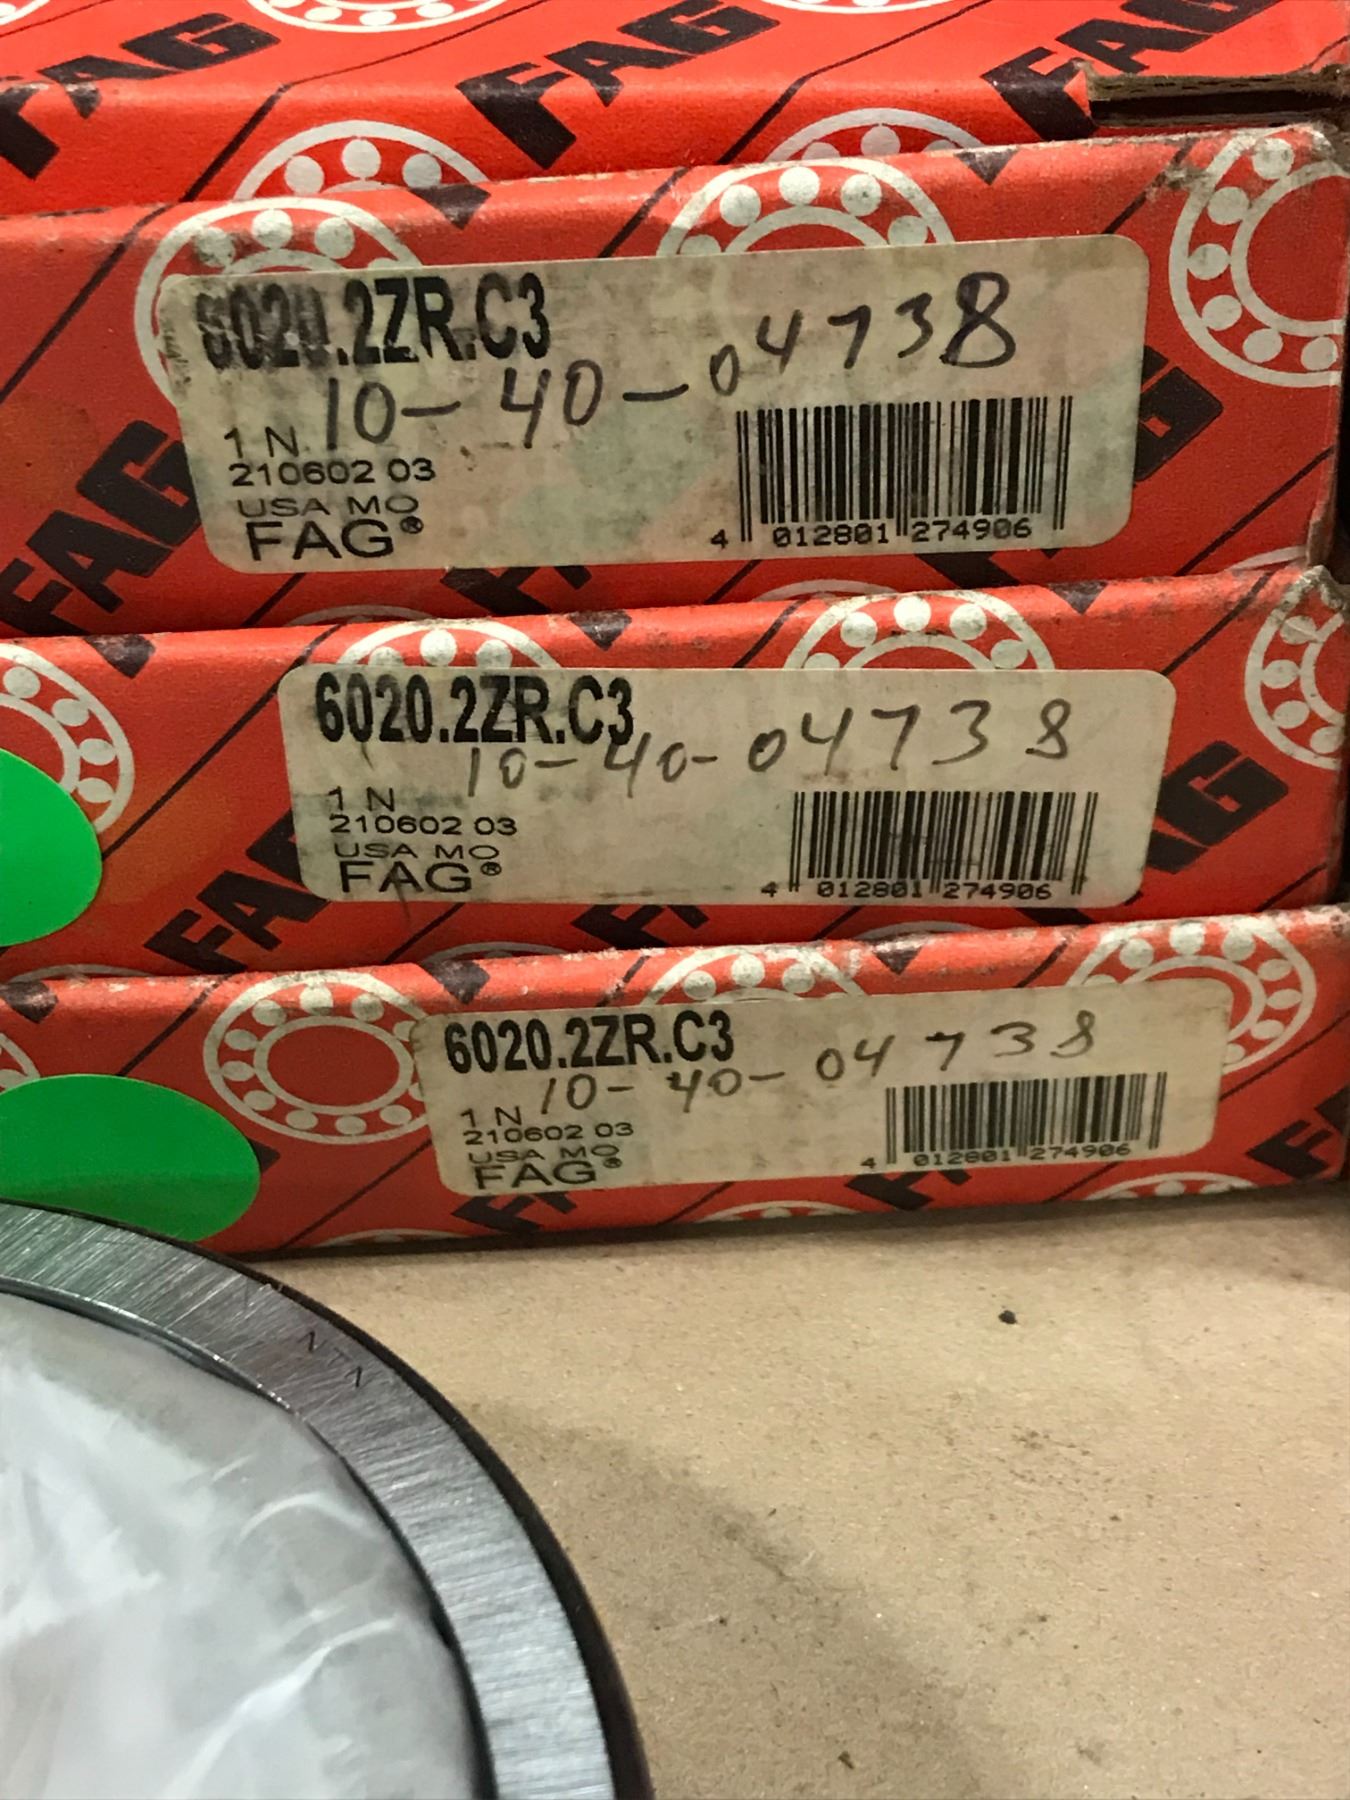 FAG FAG FAG
6020.2ZR.C3
10-40-04738
1 N
210602 03
USA MO
FAG®
4 012801 274906
FAG
FAG
6020.2ZR.C3
10-40-04738
1 N
210602 03
USA MO
FAG®
4 012801 274906
FAG
FAG
6020.2ZR.C3
10-40-04738
1 N
210602 03
USA MO
FAG®
4 012801 274906
NTN